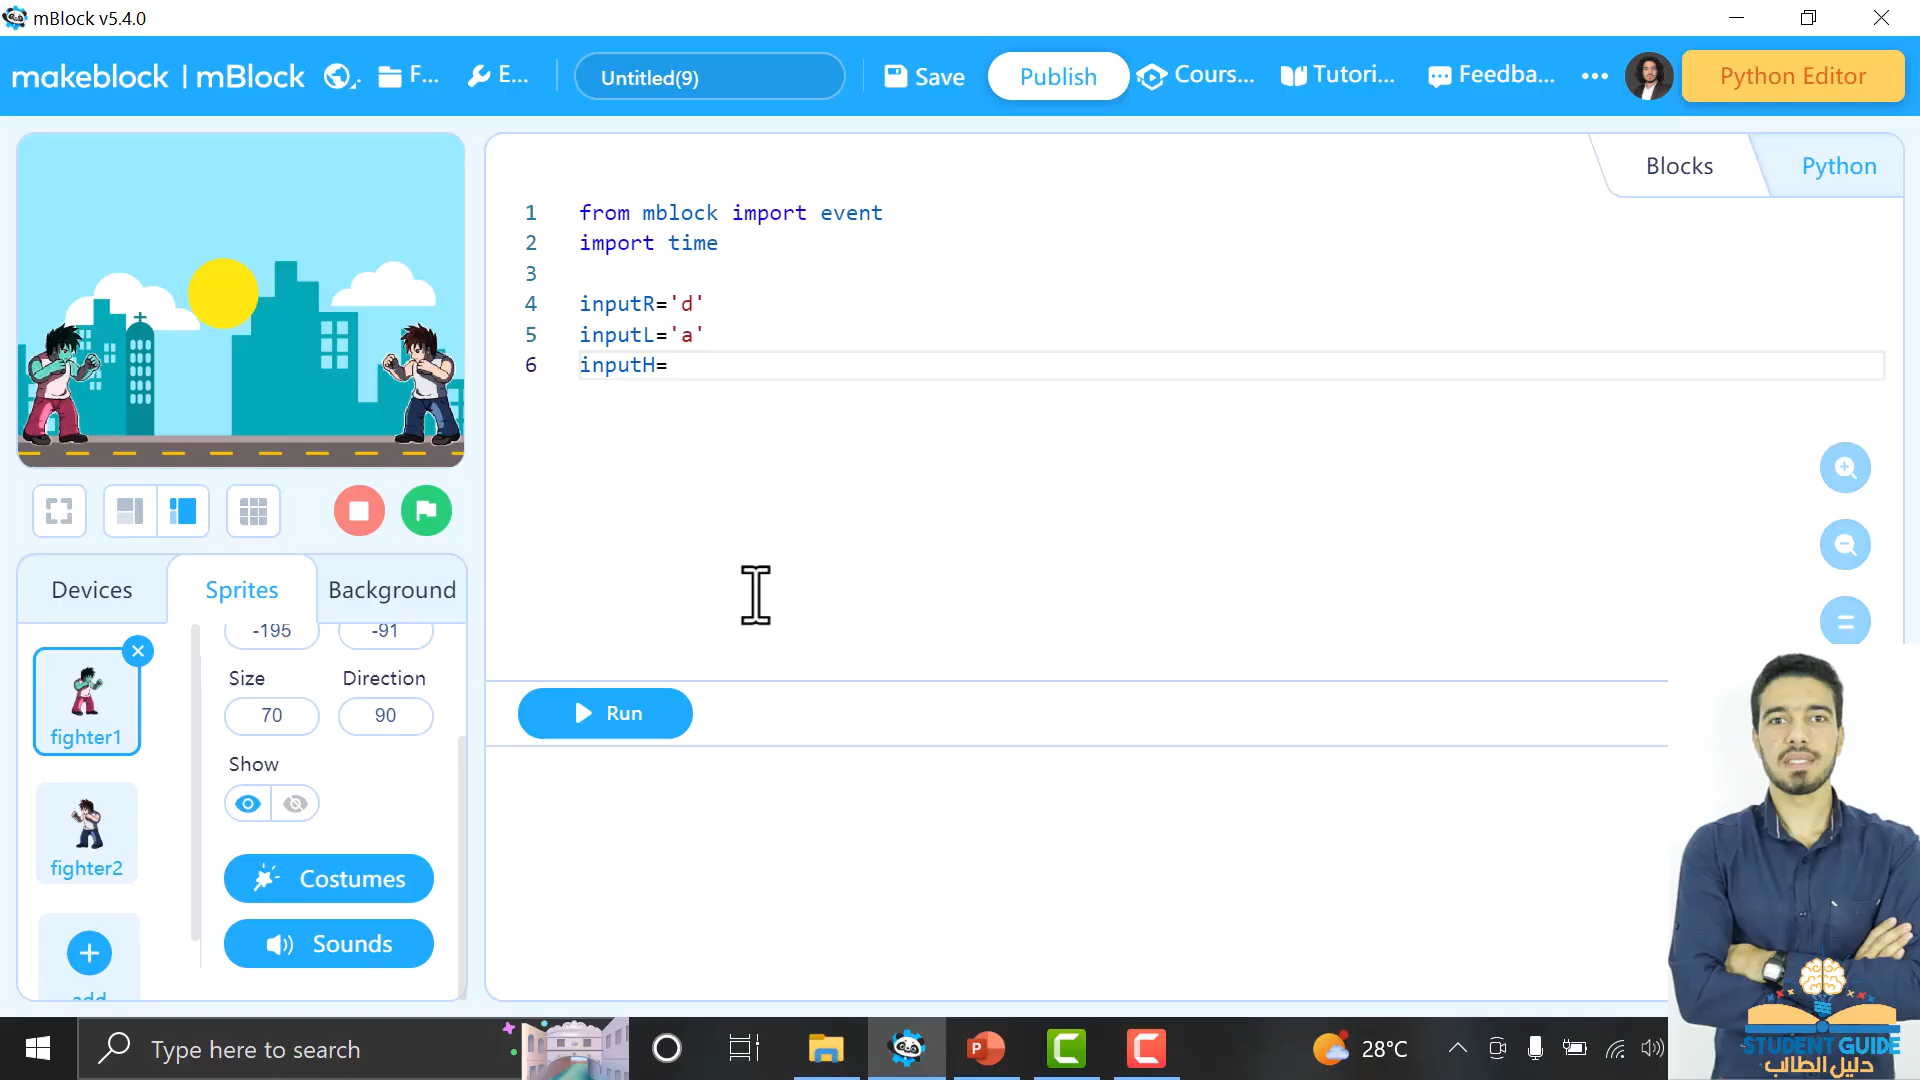 mBlock v5.4.0
makeblock | mBlock
F...
E...
Untitled(9)
Save
Publish
Cours...
Tutori...
Feedba...
Python Editor
Blocks
Python
1 from mblock import event
2 import time
3
4 inputR='d'
5 inputL='a'
6 inputH=
Devices
Sprites
Background
-195
-91
Size
Direction
70
90
Show
fighter1
fighter2
add
Costumes
Sounds
Run
Type here to search
28°C
STUDENT GUIDE
دليل الطالب